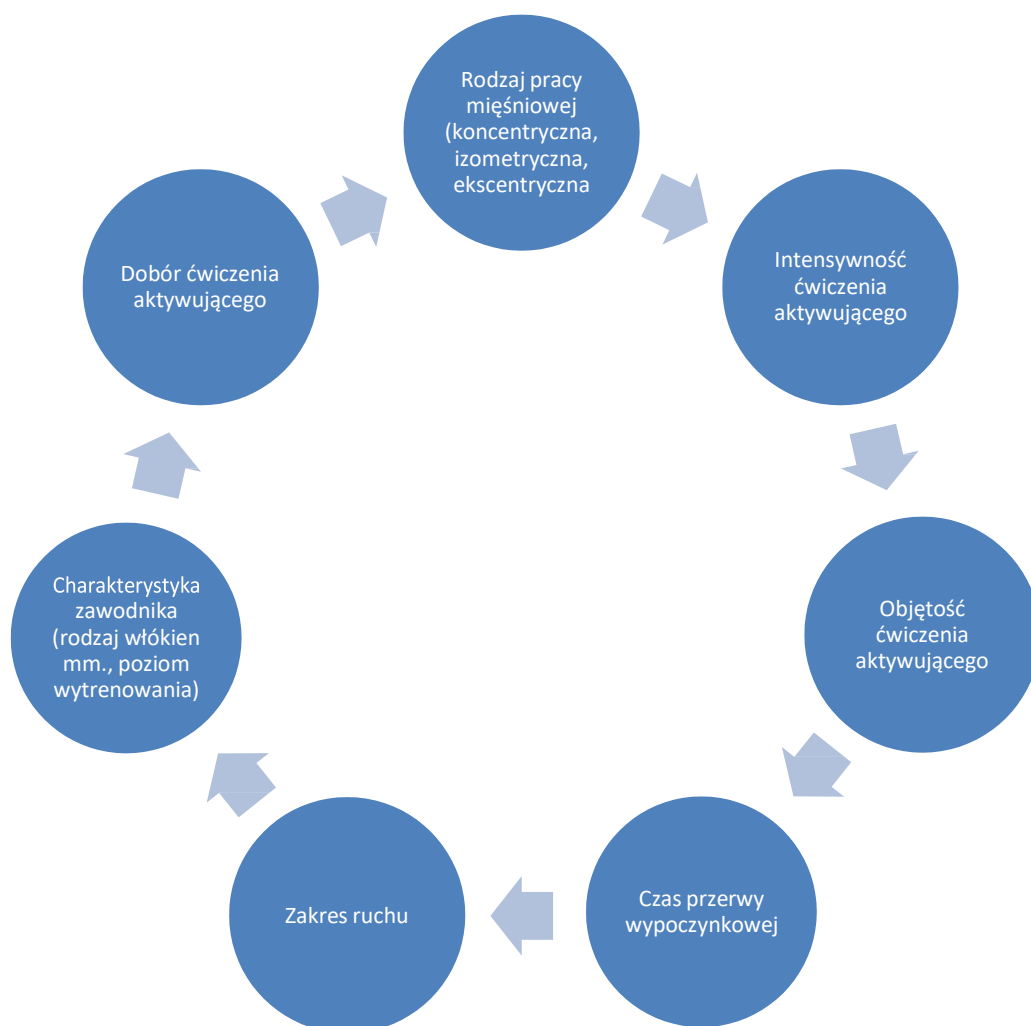 Rodzaj pracy
mięśniowej
(koncentryczna,
izometryczna,
ekscentryczna
Intensywność
ćwiczenia
aktywującego
Objętość
ćwiczenia
aktywującego
Czas przerwy
wypoczynkowej
Zakres ruchu
Charakterystyka
zawodnika
(rodzaj włókien
mm., poziom
wytrenowania)
Dobór ćwiczenia
aktywującego